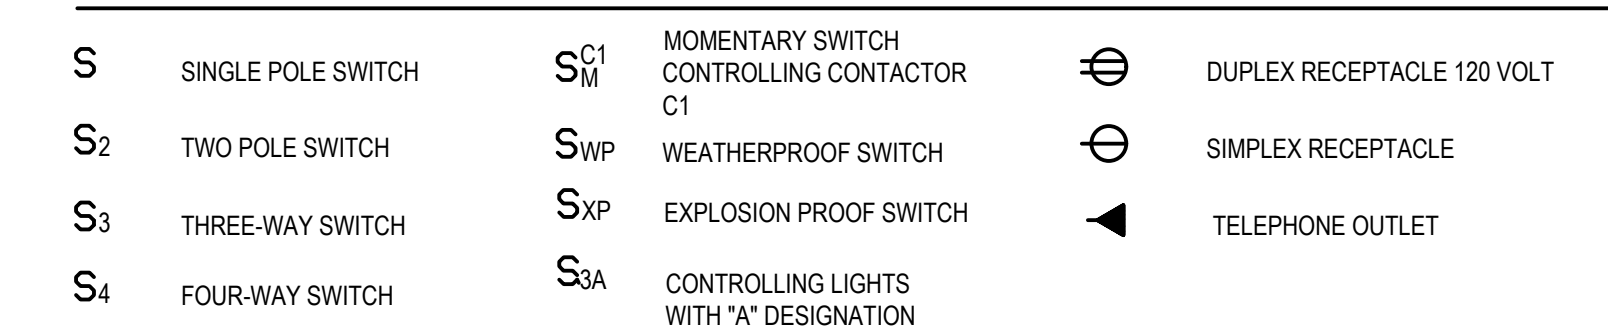 S SINGLE POLE SWITCH
S2 TWO POLE SWITCH
S3 THREE-WAY SWITCH
S4 FOUR-WAY SWITCH
S C1 M MOMENTARY SWITCH
CONTROLLING CONTACTOR
C1
SWP WEATHERPROOF SWITCH
SXP EXPLOSION PROOF SWITCH
S3A CONTROLLING LIGHTS
WITH "A" DESIGNATION
DUPLEX RECEPTACLE 120 VOLT
SIMPLEX RECEPTACLE
TELEPHONE OUTLET